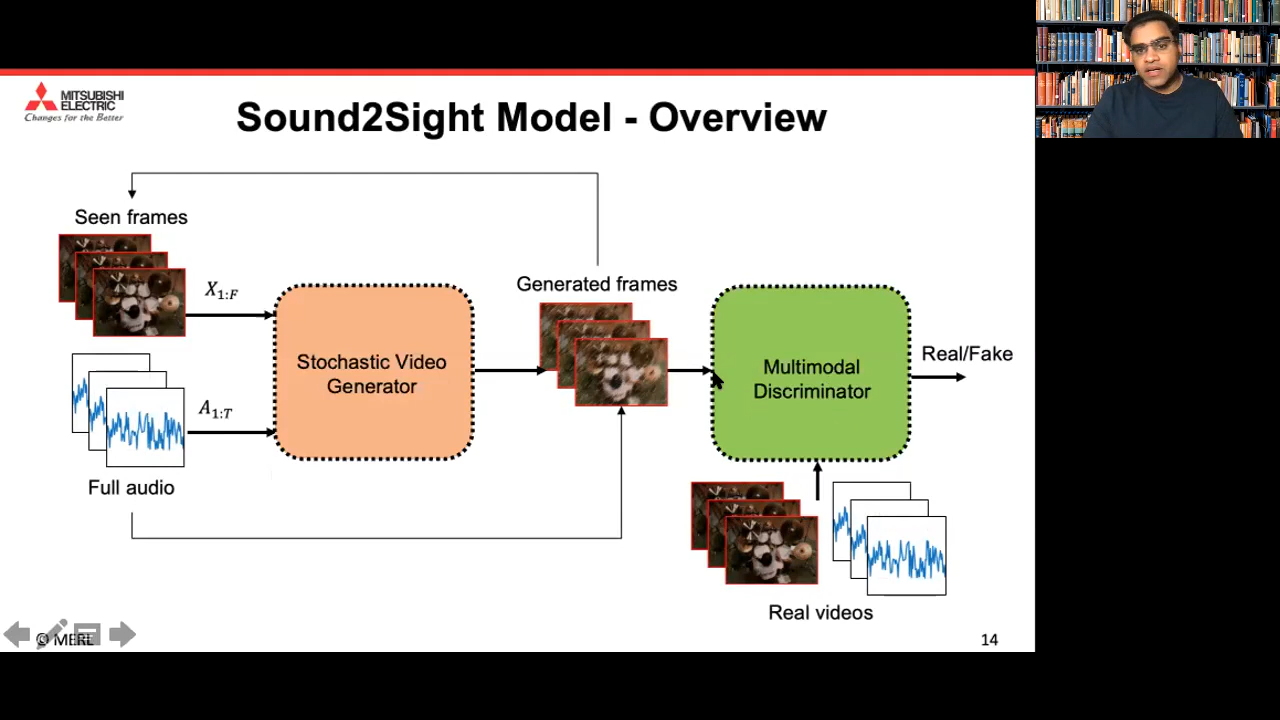 MITSUBISHI
ELECTRIC
Changes for the Better
Sound2Sight Model - Overview
Seen frames
X1:F
Generated frames
Stochastic Video
Generator
Multimodal
Discriminator
Real/Fake
A1:T
Full audio
Real videos
© MERL
14